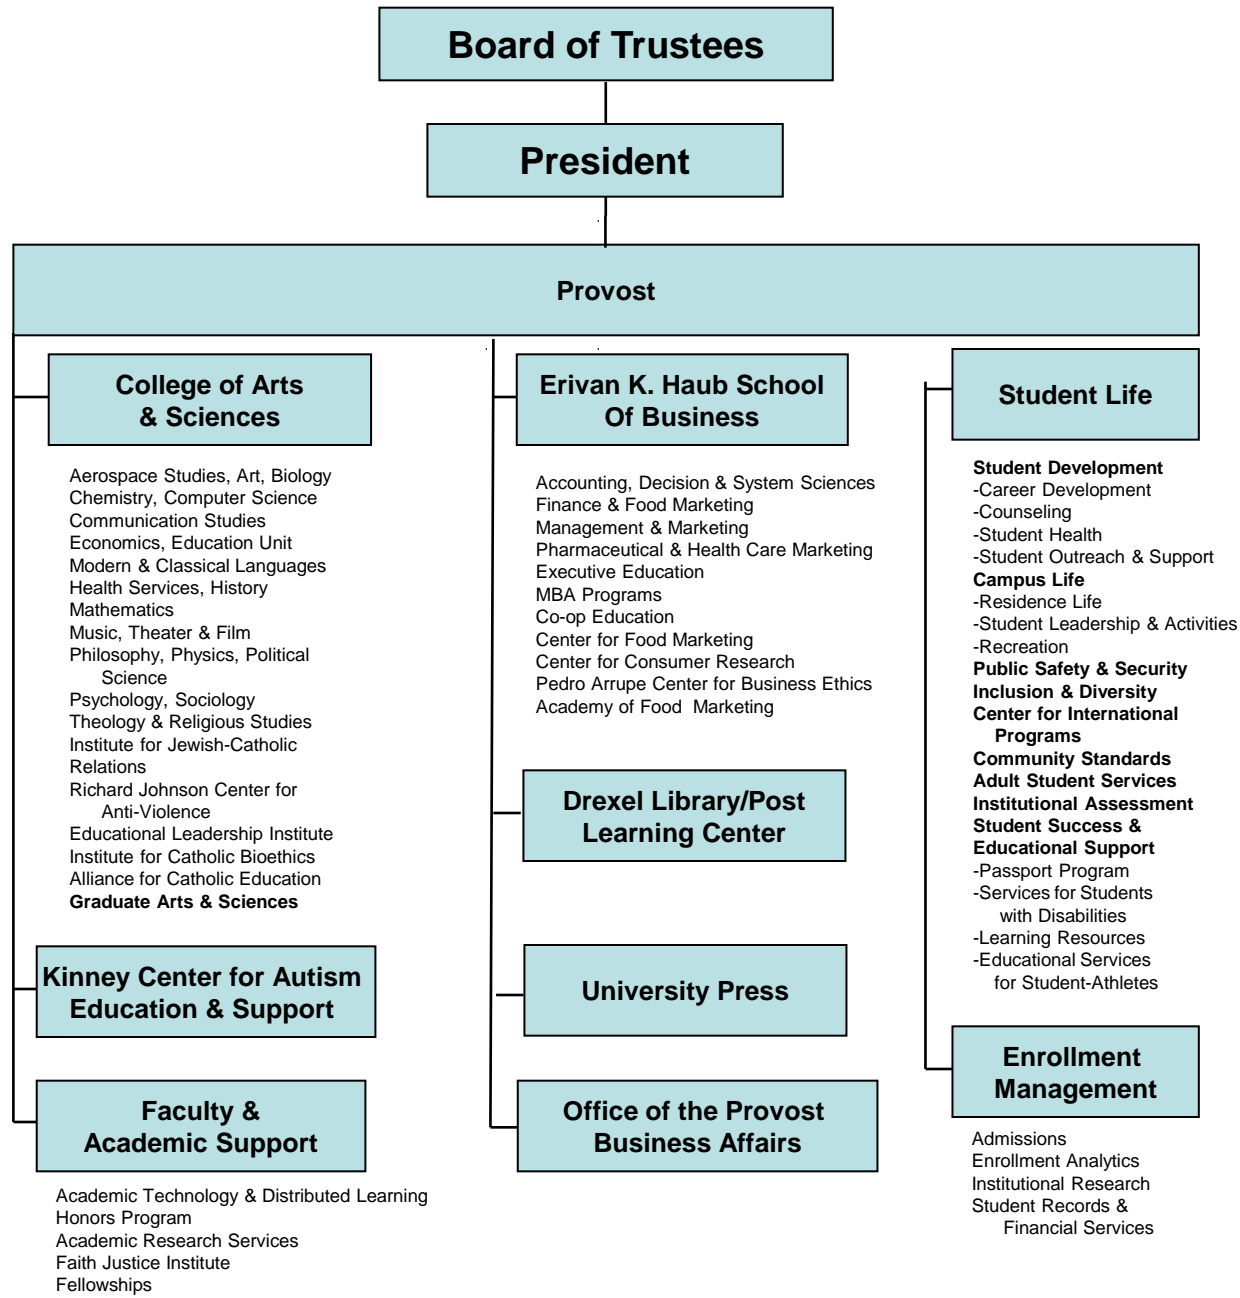 Board of Trustees
President
Provost
College of Arts
& Sciences
Aerospace Studies, Art, Biology
Chemistry, Computer Science
Communication Studies
Economics, Education Unit
Modern & Classical Languages
Health Services, History
Mathematics
Music, Theater & Film
Philosophy, Physics, Political
Science
Psychology, Sociology
Theology & Religious Studies
Institute for Jewish-Catholic
Relations
Richard Johnson Center for
Anti-Violence
Educational Leadership Institute
Institute for Catholic Bioethics
Alliance for Catholic Education
Graduate Arts & Sciences
Kinney Center for Autism
Education & Support
Faculty &
Academic Support
Academic Technology & Distributed Learning
Honors Program
Academic Research Services
Faith Justice Institute
Fellowships
Erivan K. Haub School
Of Business
Accounting, Decision & System Sciences
Finance & Food Marketing
Management & Marketing
Pharmaceutical & Health Care Marketing
Executive Education
MBA Programs
Co-op Education
Center for Food Marketing
Center for Consumer Research
Pedro Arrupe Center for Business Ethics
Academy of Food Marketing
Drexel Library/Post
Learning Center
University Press
Office of the Provost
Business Affairs
Student Life
Student Development
-Career Development
-Counseling
-Student Health
-Student Outreach & Support
Campus Life
-Residence Life
-Student Leadership & Activities
-Recreation
Public Safety & Security
Inclusion & Diversity
Center for International
Programs
Community Standards
Adult Student Services
Institutional Assessment
Student Success &
Educational Support
-Passport Program
-Services for Students
with Disabilities
-Learning Resources
-Educational Services
for Student-Athletes
Enrollment
Management
Admissions
Enrollment Analytics
Institutional Research
Student Records &
Financial Services